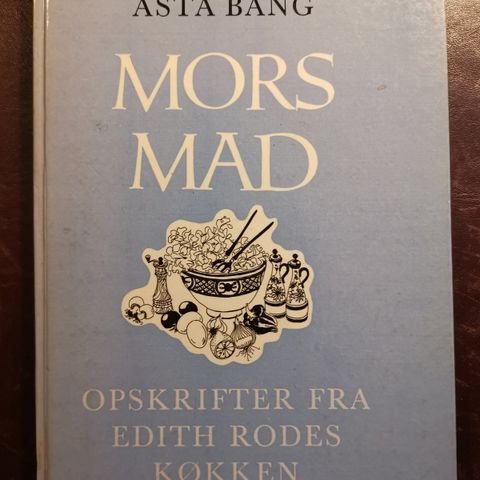 ASTA BANG
MORS
MAD
OPSKRIFTER FRA
EDITH RODES
KØKKEN